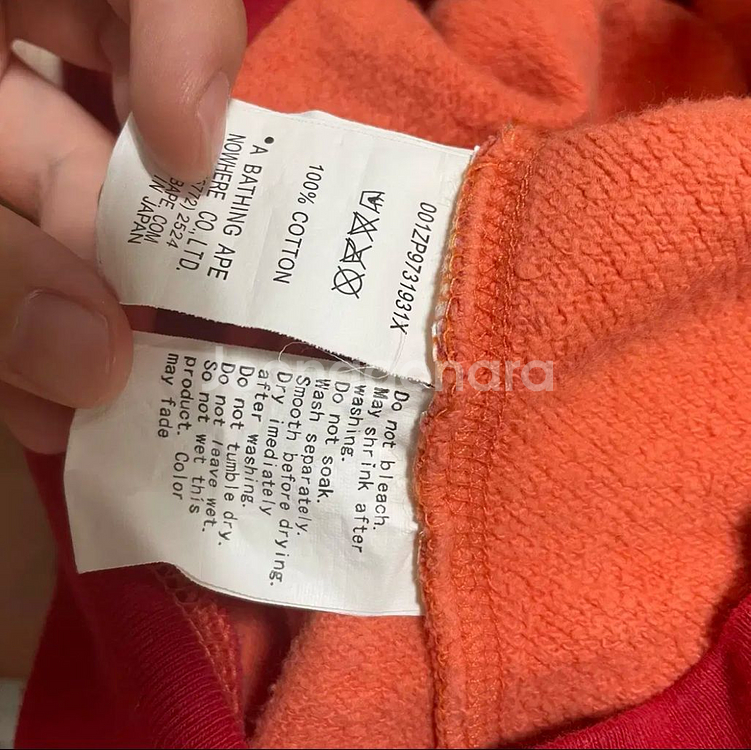 001ZP9731931X
100% COTTON
● A BATHING APE
NOWHERE CO.,LTD.
2524
BAPE.COM
IN JAPAN
Do not bleach.
May shrink after
washing.
Do not soak.
Wash separately.
Smooth before drying.
Dry imediately
after washing.
Do not tumble dry.
Do not leave wet.
So not wet this
product. Color
may fade